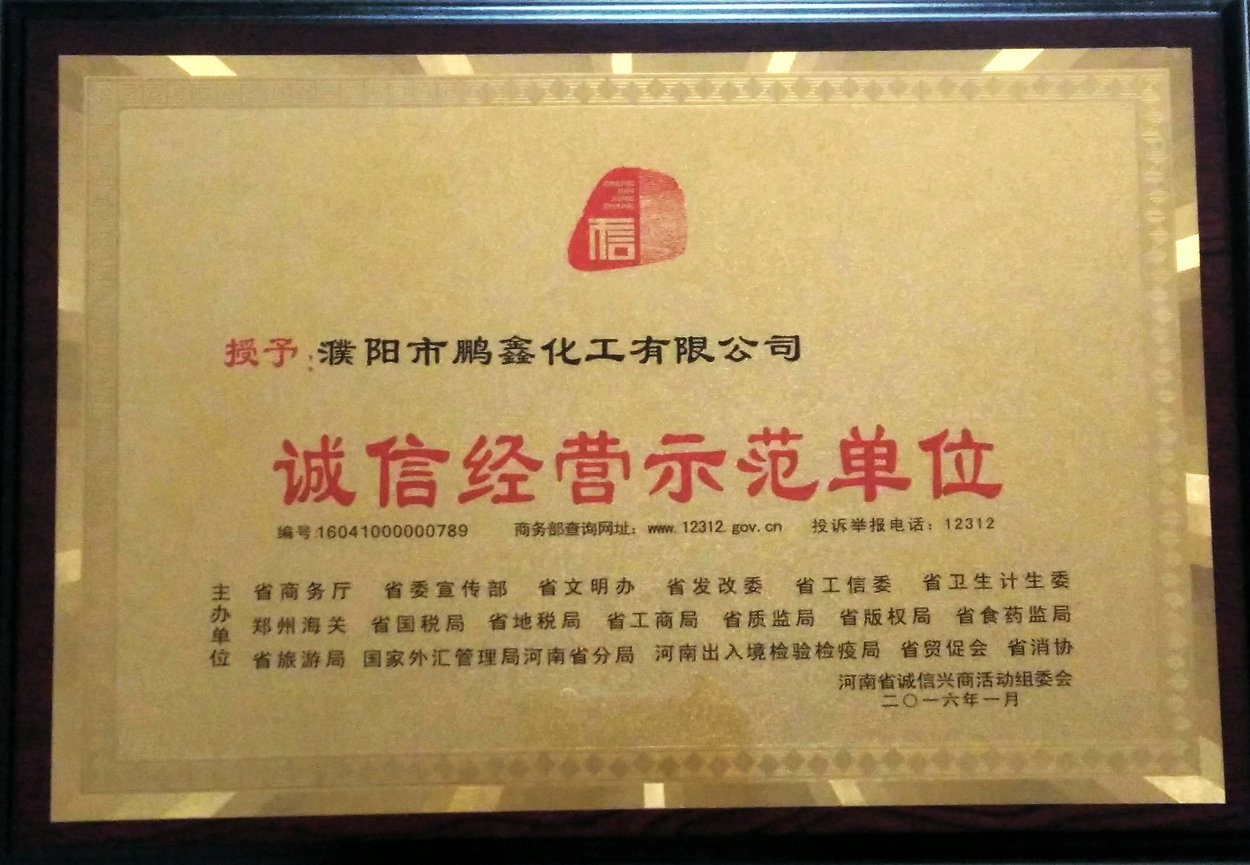 信
授予:濮阳市鹏鑫化工有限公司
诚信经营示范单位
编号:16041000000789 商务部查询网址：www.12312.gov.cn 投诉举报电话：12312
主办单位
省商务厅 省委宣传部 省文明办 省发改委 省工信委 省卫生计生委
郑州海关 省国税局 省地税局 省工商局 省质监局 省版权局 省食药监局
省旅游局 国家外汇管理局河南省分局 河南出入境检验检疫局 省贸促会 省消协
河南省诚信兴商活动组委会
二〇一六年一月